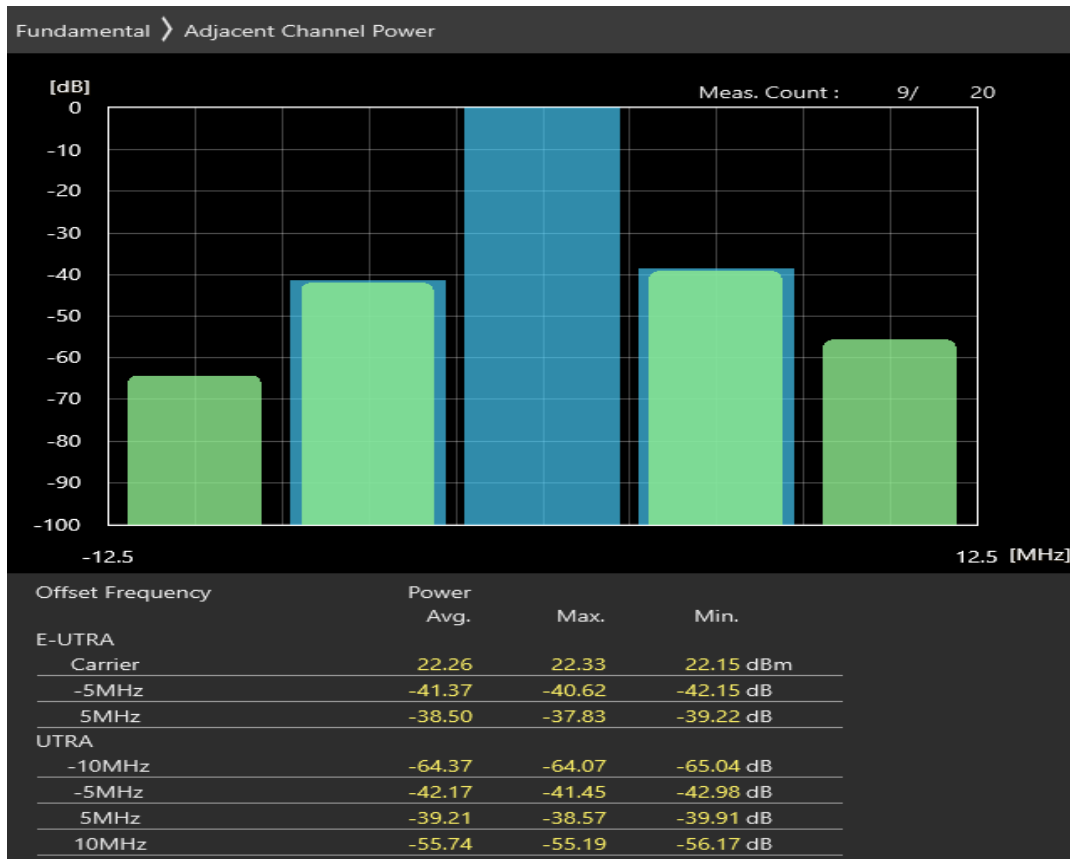 Fundamental ❯ Adjacent Channel Power
[dB]
Meas. Count : 9/ 20
0
-10
-20
-30
-40
-50
-60
-70
-80
-90
-100
-12.5 12.5 [MHz]
Offset Frequency Power
Avg. Max. Min.
E-UTRA
Carrier 22.26 22.33 22.15 dBm
-5MHz -41.37 -40.62 -42.15 dB
5MHz -38.50 -37.83 -39.22 dB
UTRA
-10MHz -64.37 -64.07 -65.04 dB
-5MHz -42.17 -41.45 -42.98 dB
5MHz -39.21 -38.57 -39.91 dB
10MHz -55.74 -55.19 -56.17 dB